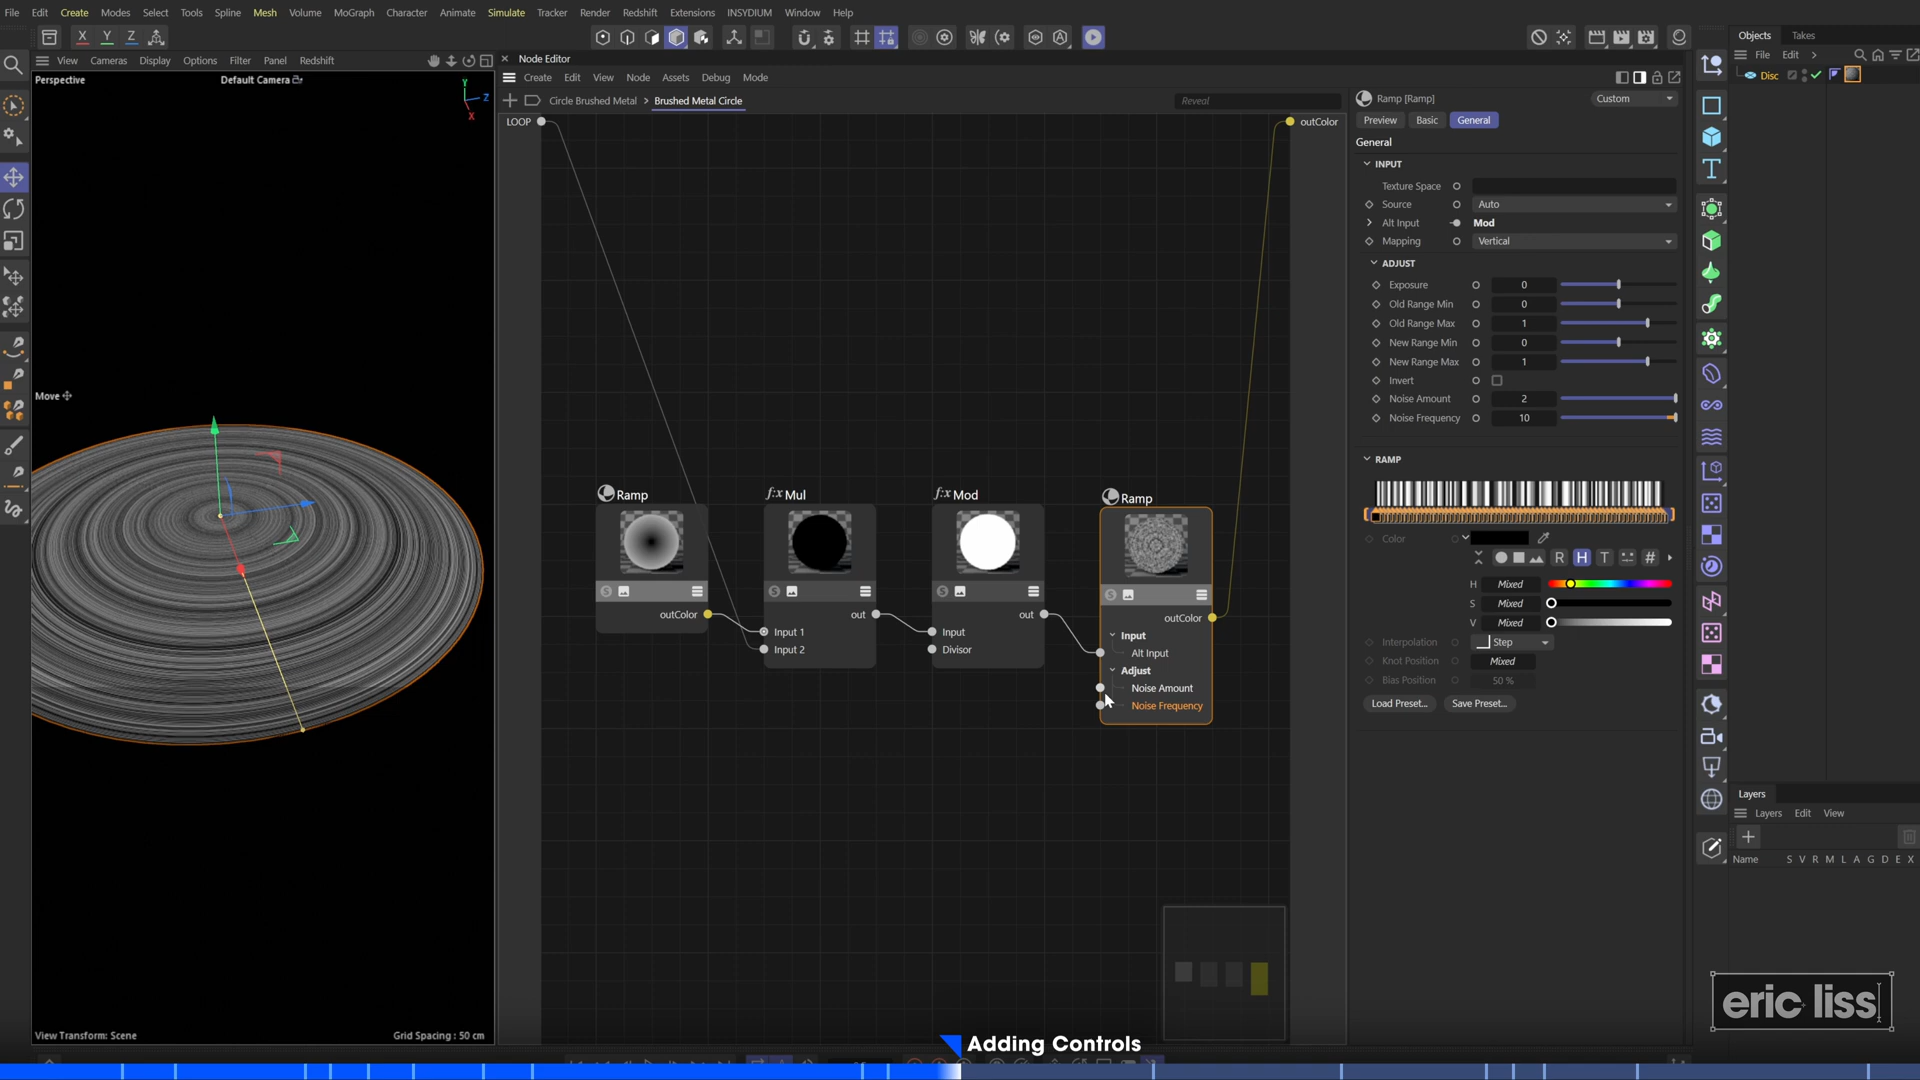 File Edit Create Modes Select Tools Spline Mesh Volume MoGraph Character Animate Simulate Tracker Render Redshift Extensions INSYDIUM Window Help
X Y Z
View Cameras Display Options Filter Panel Redshift
Perspective
Default Camera
Y
Z
X
Move
View Transform: Scene
Grid Spacing : 50 cm
Node Editor
Create Edit View Node Assets Debug Mode
Circle Brushed Metal > Brushed Metal Circle
Reveal
LOOP
outColor
Ramp
outColor
f:x Mul
out
Input 1
Input 2
f:x Mod
out
Input
Divisor
Ramp
outColor
Input
Alt Input
Adjust
Noise Amount
Noise Frequency
Ramp [Ramp]
Custom
Preview Basic General
General
INPUT
Texture Space
Source Auto
Alt Input Mod
Mapping Vertical
ADJUST
Exposure 0
Old Range Min 0
Old Range Max 1
New Range Min 0
New Range Max 1
Invert
Noise Amount 2
Noise Frequency 10
RAMP
Color
R H T #
H Mixed
S Mixed
V Mixed
Interpolation Step
Knot Position Mixed
Bias Position 50 %
Load Preset... Save Preset...
Objects Takes
File Edit
Disc
Layers
Layers Edit View
Name S V R M L A G D E X
eric liss
Adding Controls